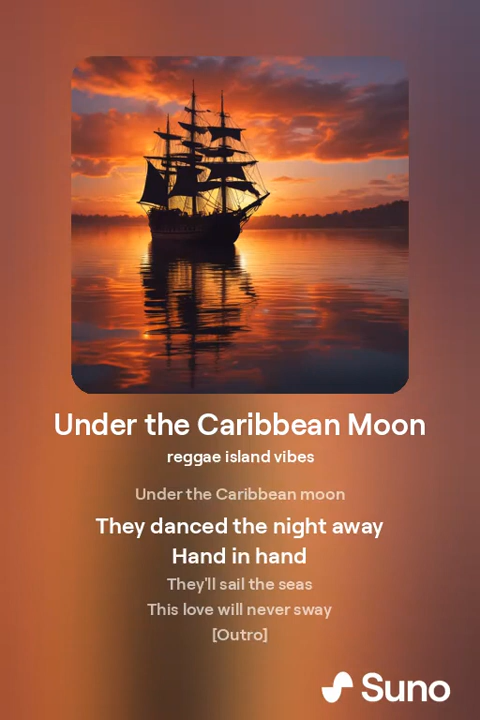 Under the Caribbean Moon
reggae island vibes
Under the Caribbean moon
They danced the night away
Hand in hand
They'll sail the seas
This love will never sway
[Outro]
Suno